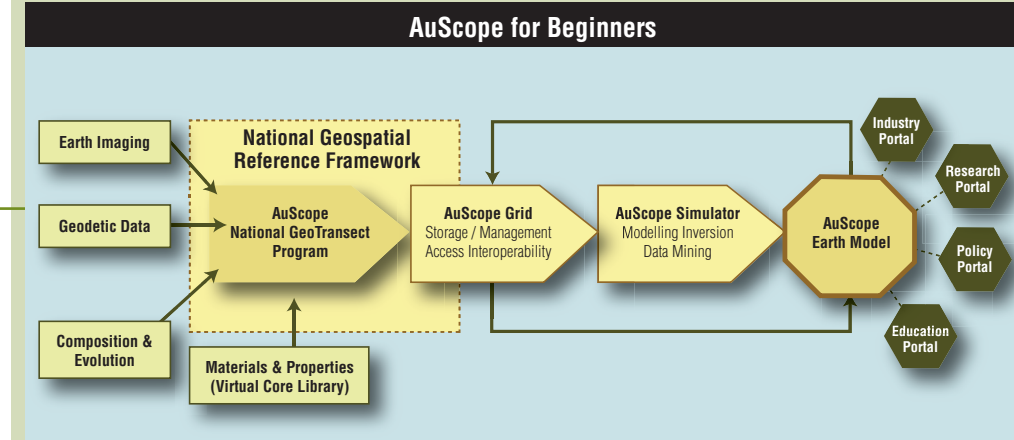 AuScope for Beginners
Earth Imaging
Geodetic Data
Composition &
Evolution
National Geospatial
Reference Framework
AuScope
National GeoTransect
Program
Materials & Properties
(Virtual Core Library)
AuScope Grid
Storage / Management
Access Interoperability
AuScope Simulator
Modelling Inversion
Data Mining
AuScope
Earth Model
Industry
Portal
Research
Portal
Policy
Portal
Education
Portal